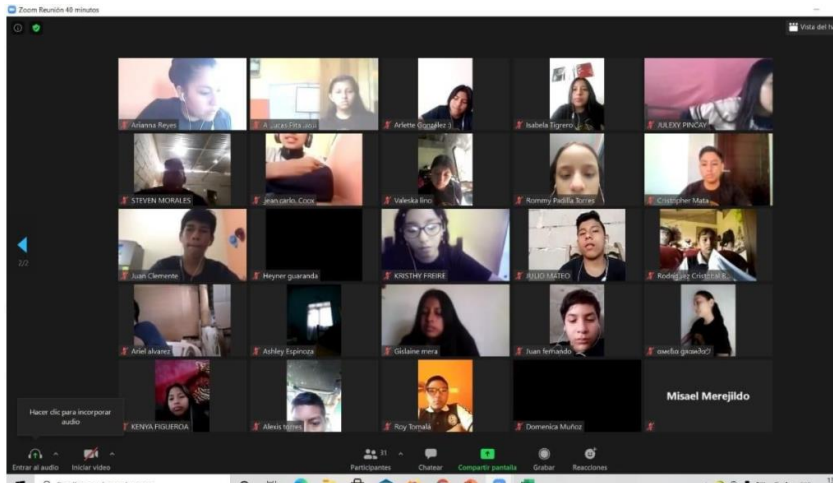 Zoom Reunión 40 minutos
Vista del
Arianna Reyes
Arlette González
Isabela Tigrero
JULEXY PINCAY
STEVEN MORALES
jean carlo, Coox
Valeska lino
Rommy Padilla Torres
Cristopher Mata
2/2
Juan Clemente
Heyner guaranda
KRISTHY FREIRE
JULIO MATEO
Rodriguez Cristobal
Ariel alvarez
Ashley Espinoza
Gislaine mera
Juan fernando
KENYA FIGUEROA
Alexis torres
Roy Tomalá
Domenica Muñoz
Misael Merejildo
Hacer clic para incorporar
audio
Entrar al audio
Iniciar video
Participantes
31
Chatear
Compartir pantalla
Grabar
Reacciones